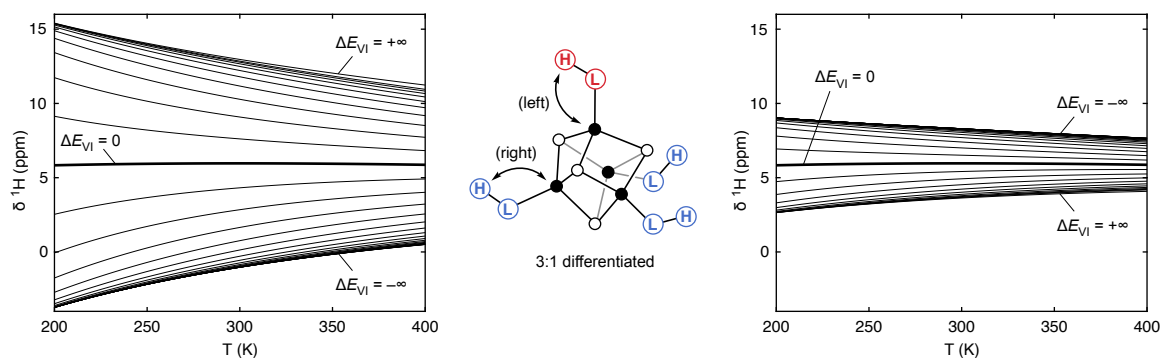 15
10
5
0
200
250
300
350
400
δ ¹H (ppm)
T (K)
ΔE_VI = +∞
ΔE_VI = 0
ΔE_VI = –∞
H
L
(left)
(right)
H
L
H
L
L
H
3:1 differentiated
15
10
5
0
200
250
300
350
400
δ ¹H (ppm)
T (K)
ΔE_VI = 0
ΔE_VI = –∞
ΔE_VI = +∞